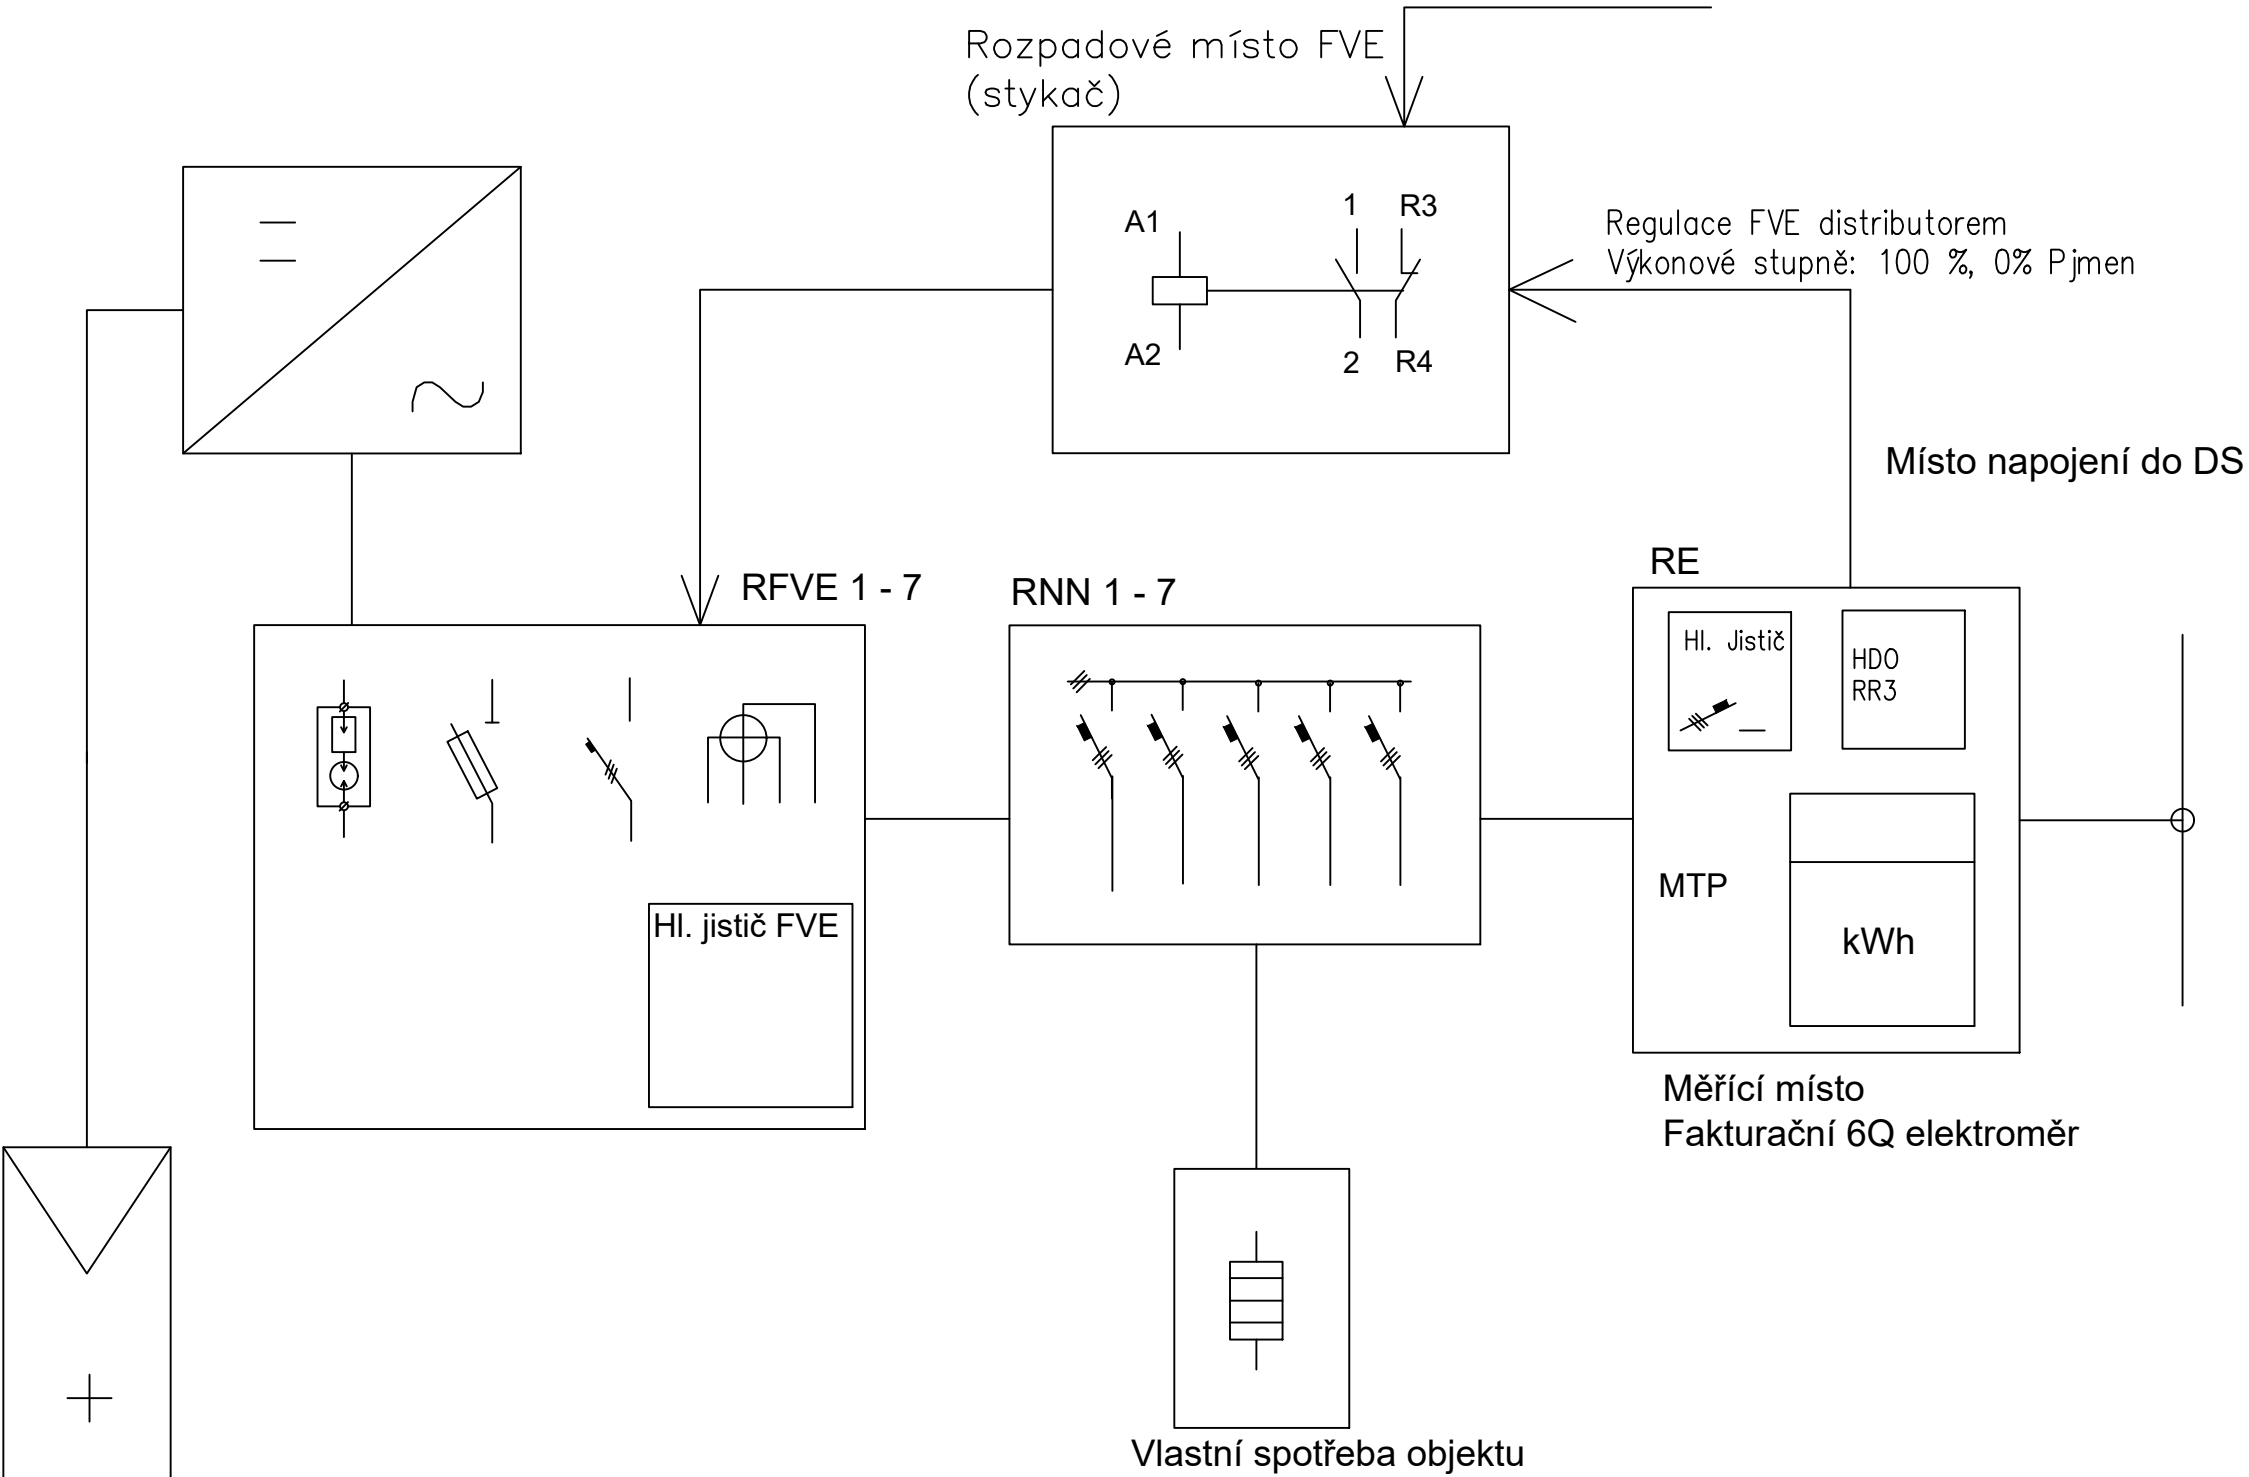 Rozpadové místo FVE
(stykač)
A1
1
R3
A2
2
R4
Regulace FVE distributorem
Výkonové stupně: 100 %, 0% Pjmen
Místo napojení do DS
RFVE 1 - 7
RNN 1 - 7
RE
Hl. Jistič
HDO
RR3
MTP
kWh
Hl. jistič FVE
Měřící místo
Fakturační 6Q elektroměr
Vlastní spotřeba objektu